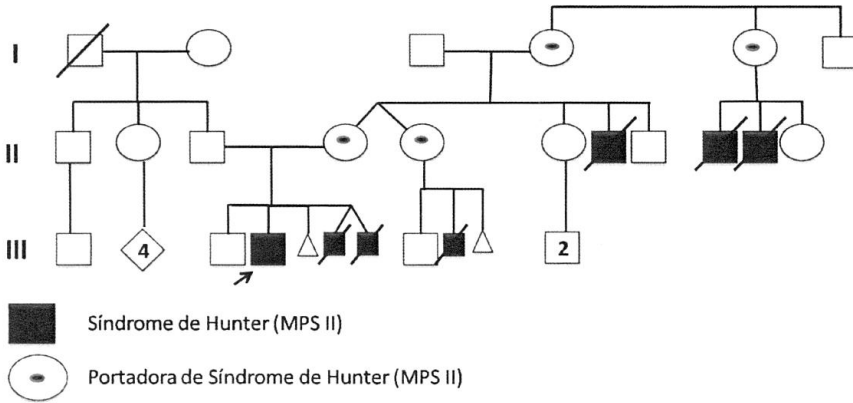 I
II
III
4
2
Síndrome de Hunter (MPS II)
Portadora de Síndrome de Hunter (MPS II)